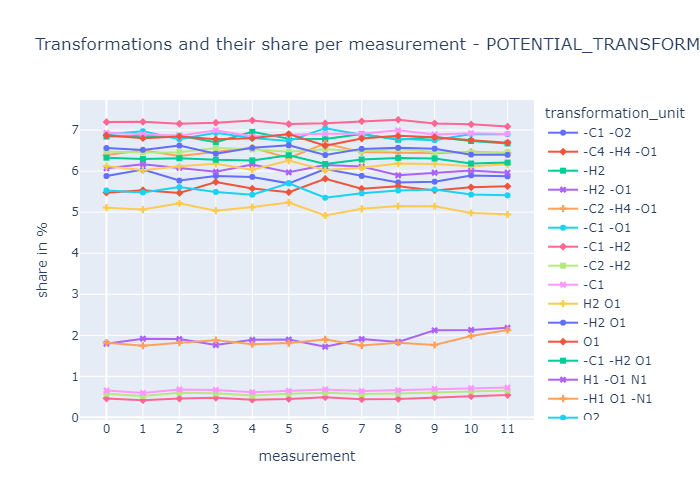 Transformations and their share per measurement - POTENTIAL_TRANSFORM
transformation_unit
-C1 -O2
-C4 -H4 -O1
-H2
-H2 -O1
-C2 -H4 -O1
-C1 -O1
-C1 -H2
-C2 -H2
-C1
H2 O1
-H2 O1
O1
-C1 -H2 O1
H1 -O1 N1
-H1 O1 -N1
O2
share in %
7
6
5
4
3
2
1
0
0 1 2 3 4 5 6 7 8 9 10 11
measurement